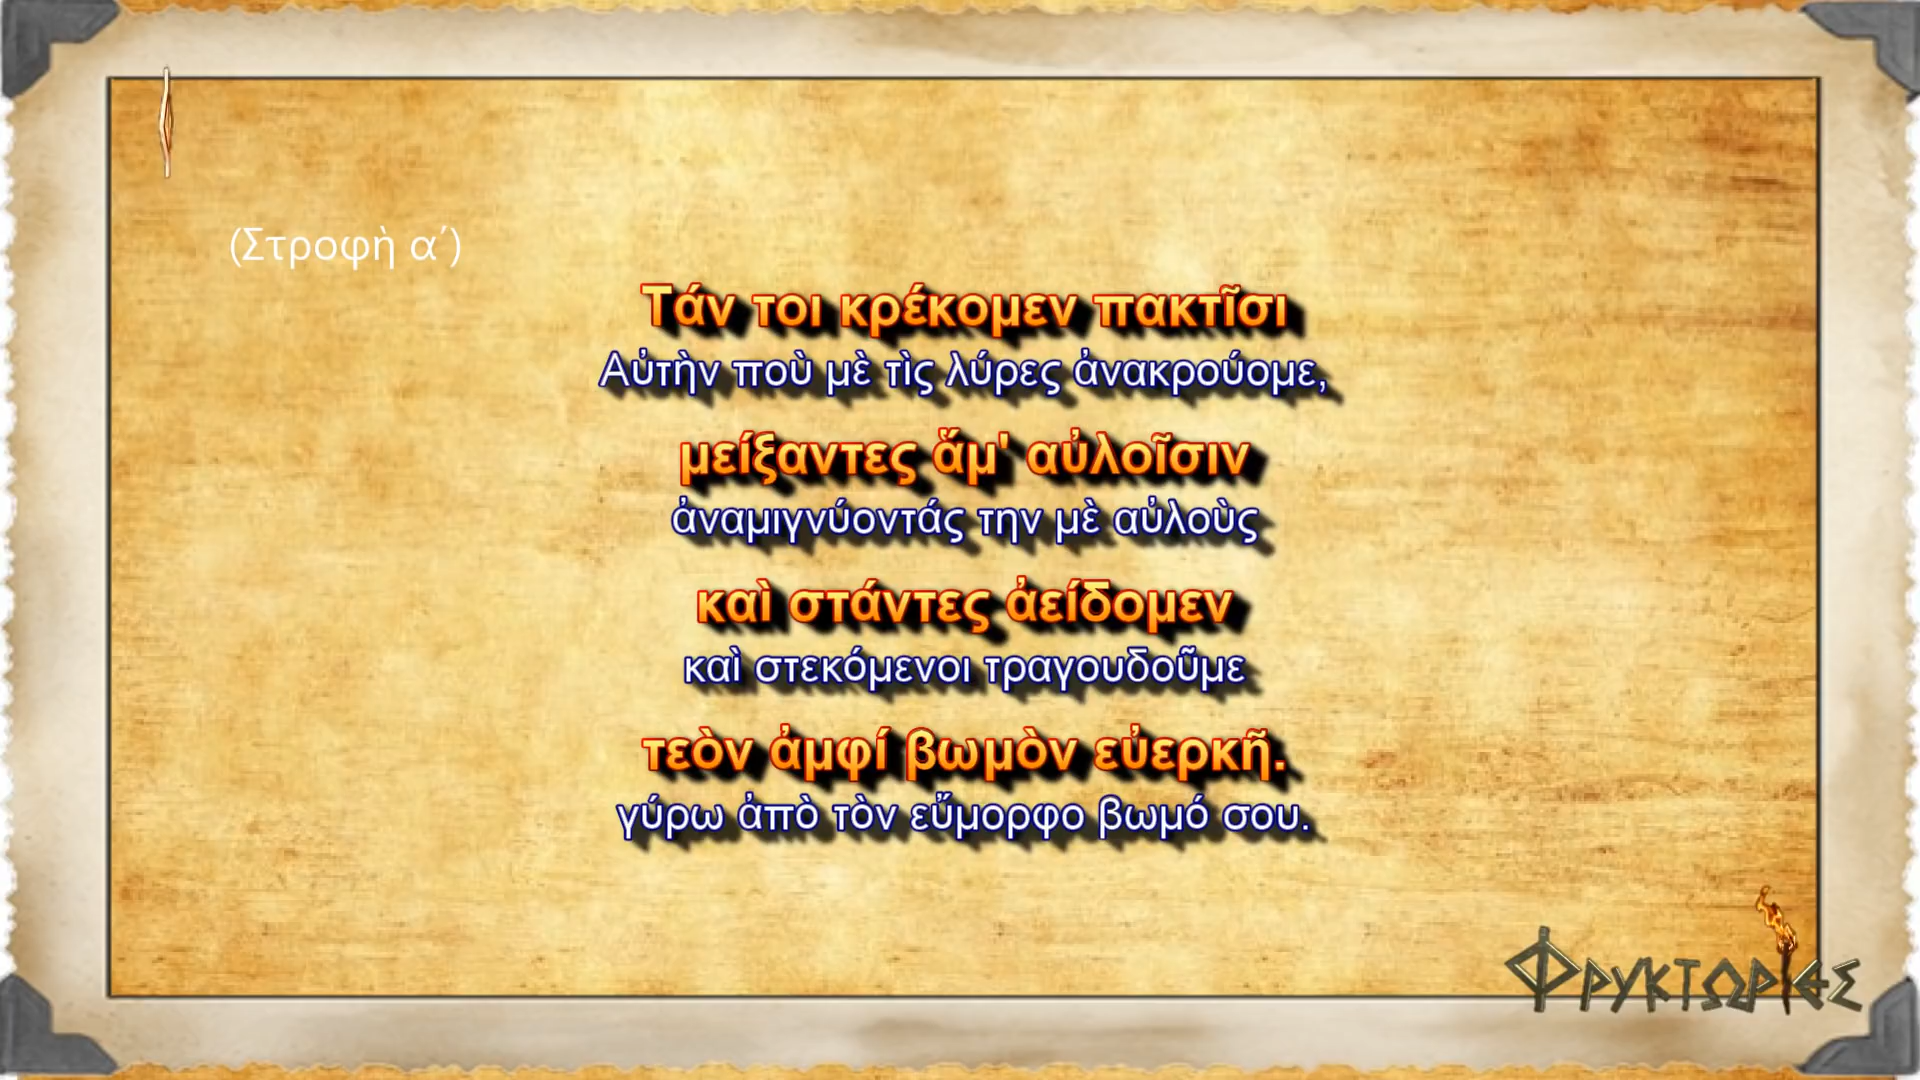 (Στροφὴ α΄)
Τάν τοι κρέκομεν πακτῖσι
Αὐτὴν ποὺ μὲ τὶς λύρες ἀνακρούομε,
μείξαντες ἅμ' αὐλοῖσιν
ἀναμιγνύοντάς την μὲ αὐλοὺς
καὶ στάντες ἀείδομεν
καὶ στεκόμενοι τραγουδοῦμε
τεὸν ἀμφί βωμὸν εὐερκῆ.
γύρω ἀπὸ τὸν εὔμορφο βωμό σου.
ΦΡΥΚΤΩΡΙΕΣ